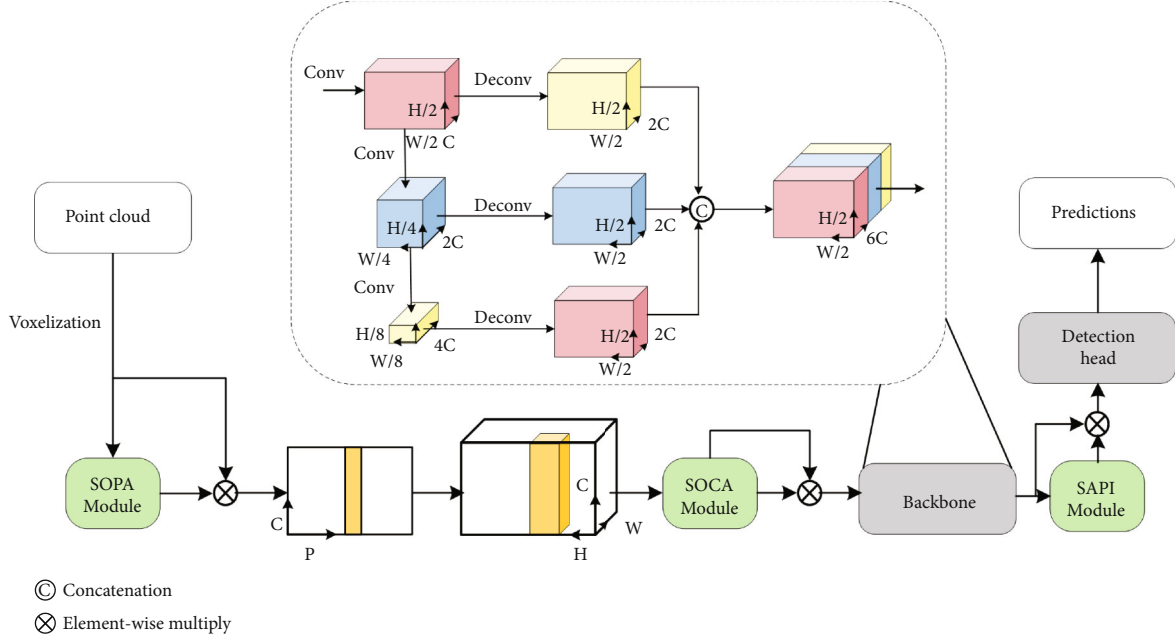 Conv
Deconv
H/2
W/2 C
H/2
W/2
2C
Conv
Deconv
H/4
2C
W/4
H/2
2C
W/2
C
H/2
6C
W/2
Conv
Deconv
H/8
4C
W/8
H/2
2C
W/2
Point cloud
Voxelization
Predictions
Detection
head
SOPA
Module
C
P
C
W
H
SOCA
Module
Backbone
SAPI
Module
C Concatenation
Element-wise multiply